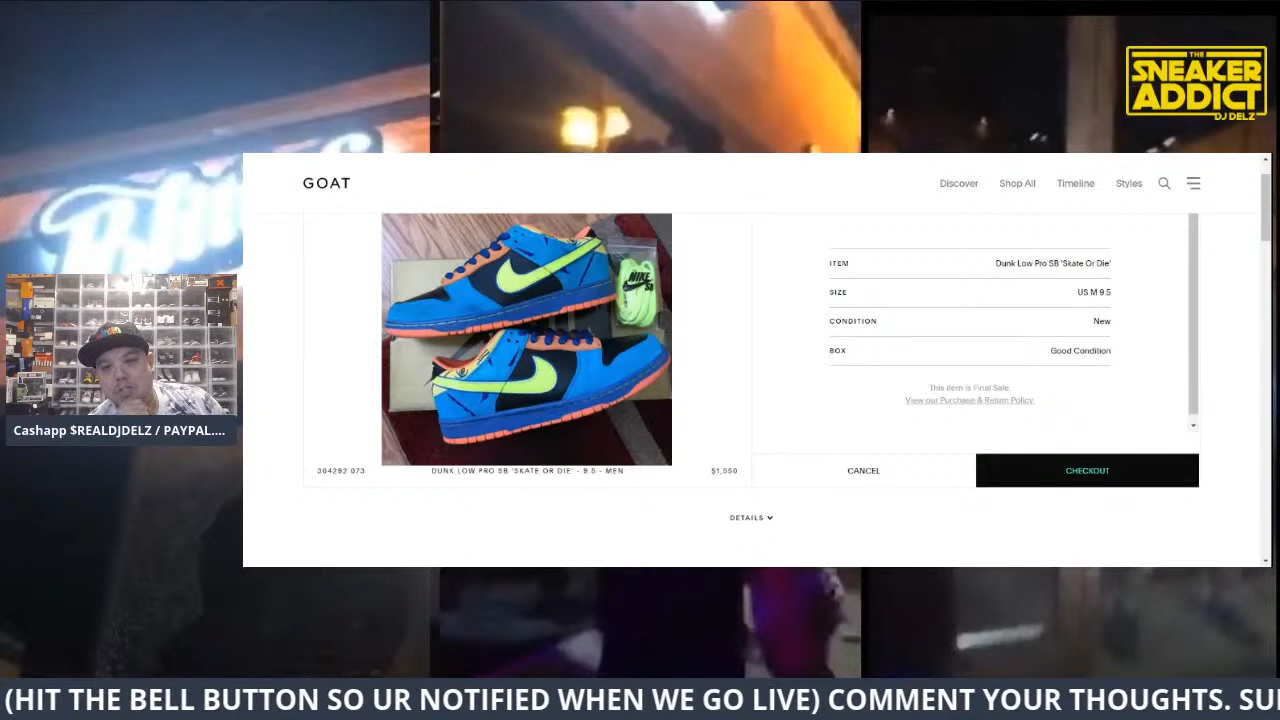 THE
SNEAKER
ADDICT
DJ DELZ
GOAT
Discover
Shop All
Timeline
Styles
NIKE
SB
ITEM
Dunk Low Pro SB 'Skate Or Die'
SIZE
US M 9.5
CONDITION
New
BOX
Good Condition
This item is Final Sale.
View our Purchase & Return Policy.
304292 073
DUNK LOW PRO SB 'SKATE OR DIE' - 9.5 - MEN
$1,550
CANCEL
CHECKOUT
DETAILS
Cashapp $REALDJDELZ / PAYPAL....
(HIT THE BELL BUTTON SO UR NOTIFIED WHEN WE GO LIVE) COMMENT YOUR THOUGHTS. SU